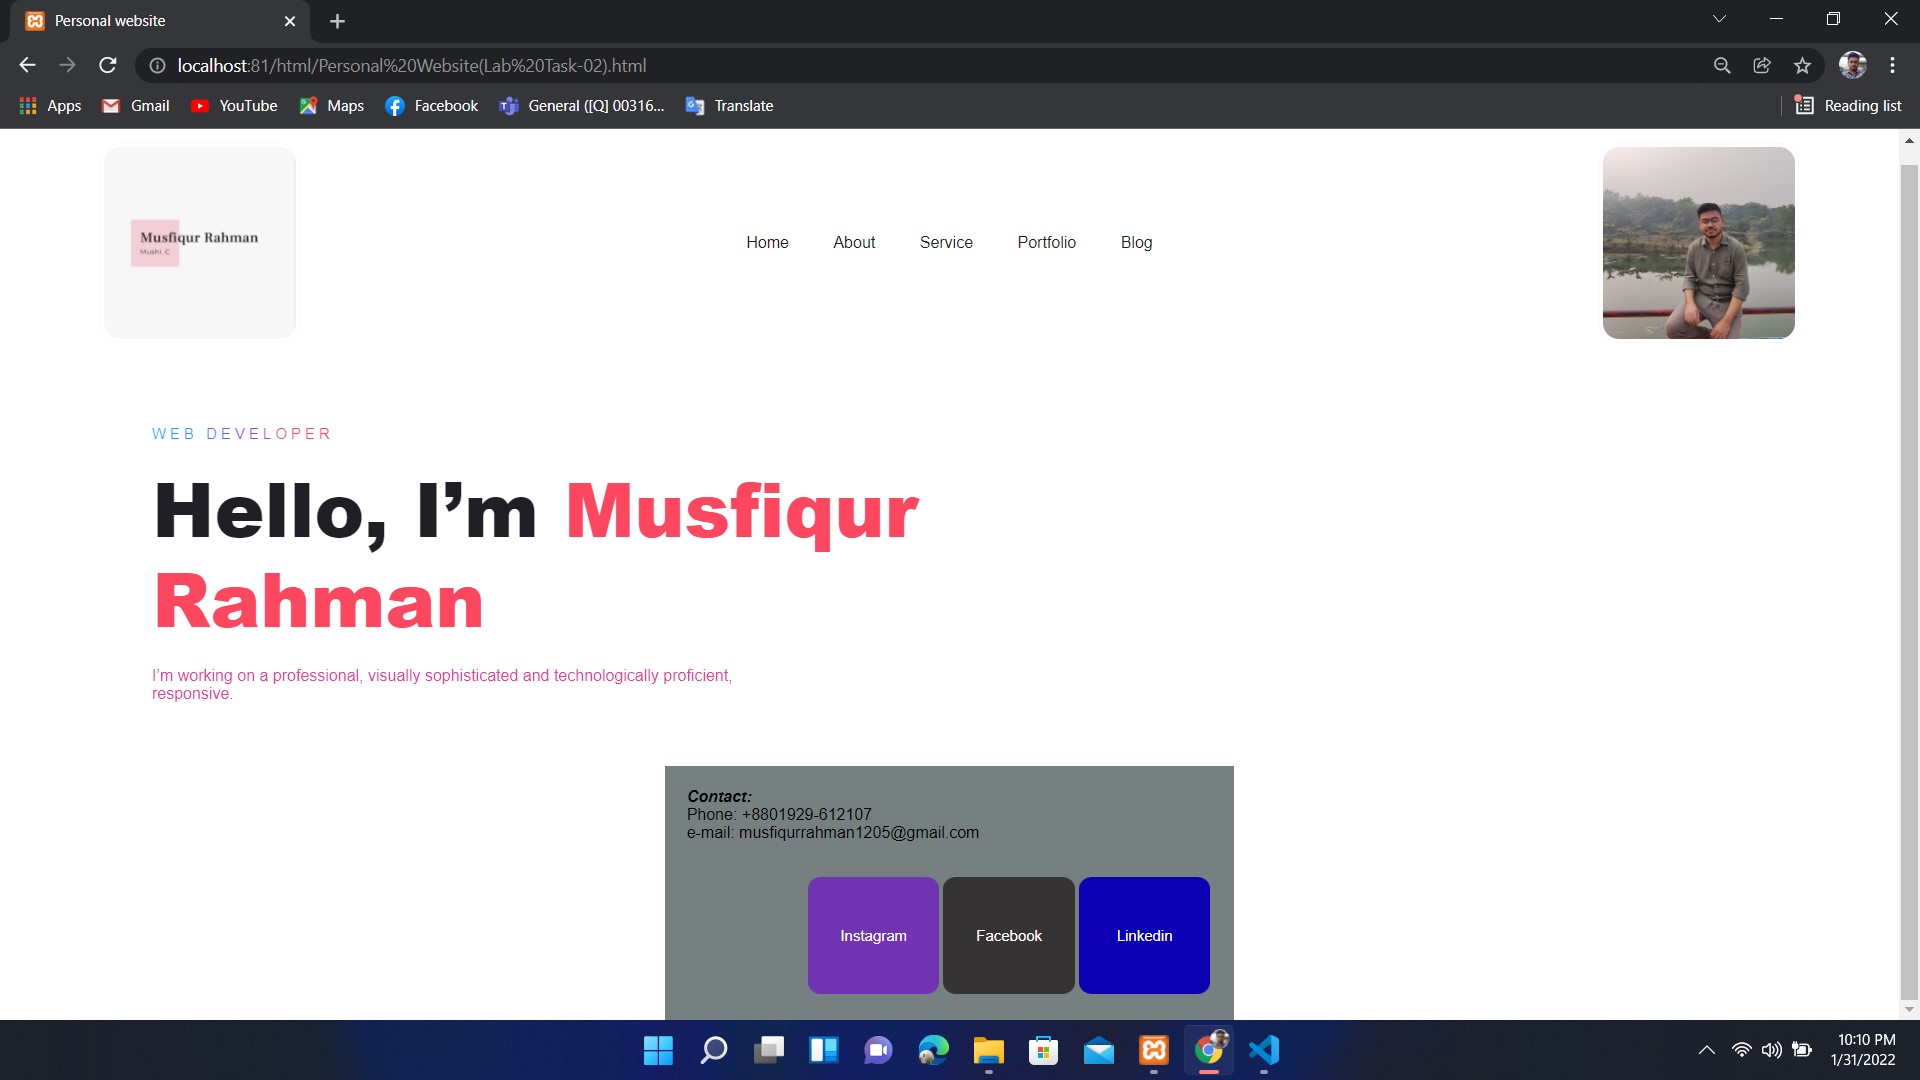 Personal website
localhost:81/html/Personal%20Website(Lab%20Task-02).html
Apps Gmail YouTube Maps Facebook General ([Q] 00316... Translate Reading list
Musfiqur Rahman
Mushi. C
Home About Service Portfolio Blog
WEB DEVELOPER
Hello, I’m Musfiqur
Rahman
I’m working on a professional, visually sophisticated and technologically proficient,
responsive.
Contact:
Phone: +8801929-612107
e-mail: musfiqurrahman1205@gmail.com
Instagram Facebook Linkedin
10:10 PM
1/31/2022